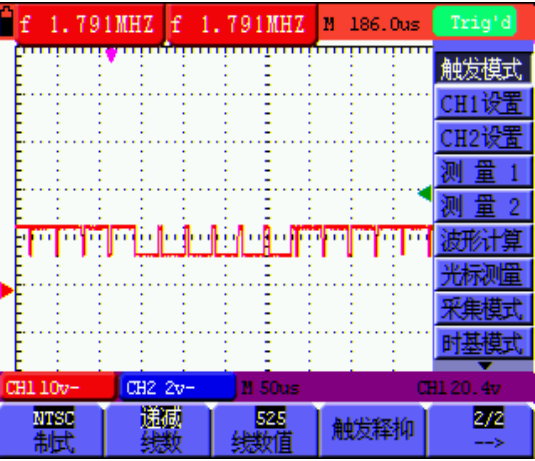 f 1.791MHZ f 1.791MHZ M 186.0us Trig'd
触发模式
CH1设置
CH2设置
测 量 1
测 量 2
波形计算
光标测量
采集模式
时基模式
CH1 10v- CH2 2v- M 50us CH1 20.4v
NTSC 递减 525 触发释抑 2/2
制式 线数 线数值 -->